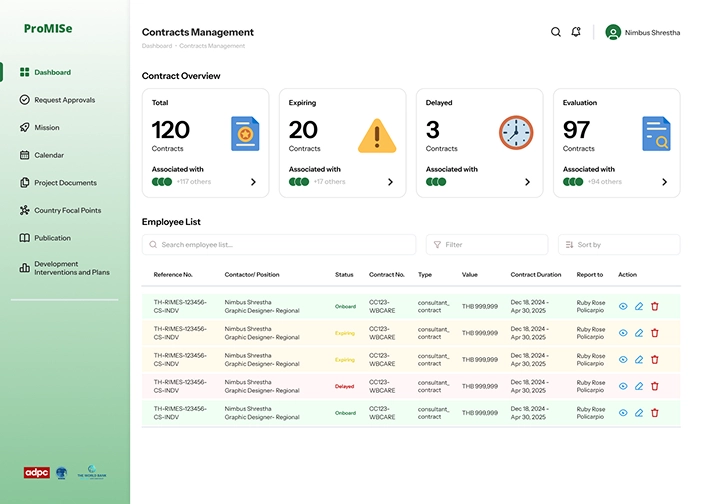 ProMISe
Dashboard
Request Approvals
Mission
Calendar
Project Documents
Country Focal Points
Publication
Development
Interventions and Plans
adpc
THE WORLD BANK
Contracts Management
Dashboard - Contracts Management
Nimbus Shrestha
Contract Overview
Total
120
Contracts
Associated with
+117 others
Expiring
20
Contracts
Associated with
+17 others
Delayed
3
Contracts
Associated with
Evaluation
97
Contracts
Associated with
+94 others
Employee List
Search employee list...
Filter
Sort by
Reference No. Contactor/ Position Status Contract No. Type Value Contract Duration Report to Action
TH-RIMES-123456- Nimbus Shrestha Onboard CC123- consultant_ THB 999,999 Dec 18, 2024 - Ruby Rose
CS-INDV Graphic Designer- Regional WBCARE contract Apr 30, 2025 Policarpio
TH-RIMES-123456- Nimbus Shrestha Expiring CC123- consultant_ THB 999,999 Dec 18, 2024 - Ruby Rose
CS-INDV Graphic Designer- Regional WBCARE contract Apr 30, 2025 Policarpio
TH-RIMES-123456- Nimbus Shrestha Expiring CC123- consultant_ THB 999,999 Dec 18, 2024 - Ruby Rose
CS-INDV Graphic Designer- Regional WBCARE contract Apr 30, 2025 Policarpio
TH-RIMES-123456- Nimbus Shrestha Delayed CC123- consultant_ THB 999,999 Dec 18, 2024 - Ruby Rose
CS-INDV Graphic Designer- Regional WBCARE contract Apr 30, 2025 Policarpio
TH-RIMES-123456- Nimbus Shrestha Onboard CC123- consultant_ THB 999,999 Dec 18, 2024 - Ruby Rose
CS-INDV Graphic Designer- Regional WBCARE contract Apr 30, 2025 Policarpio